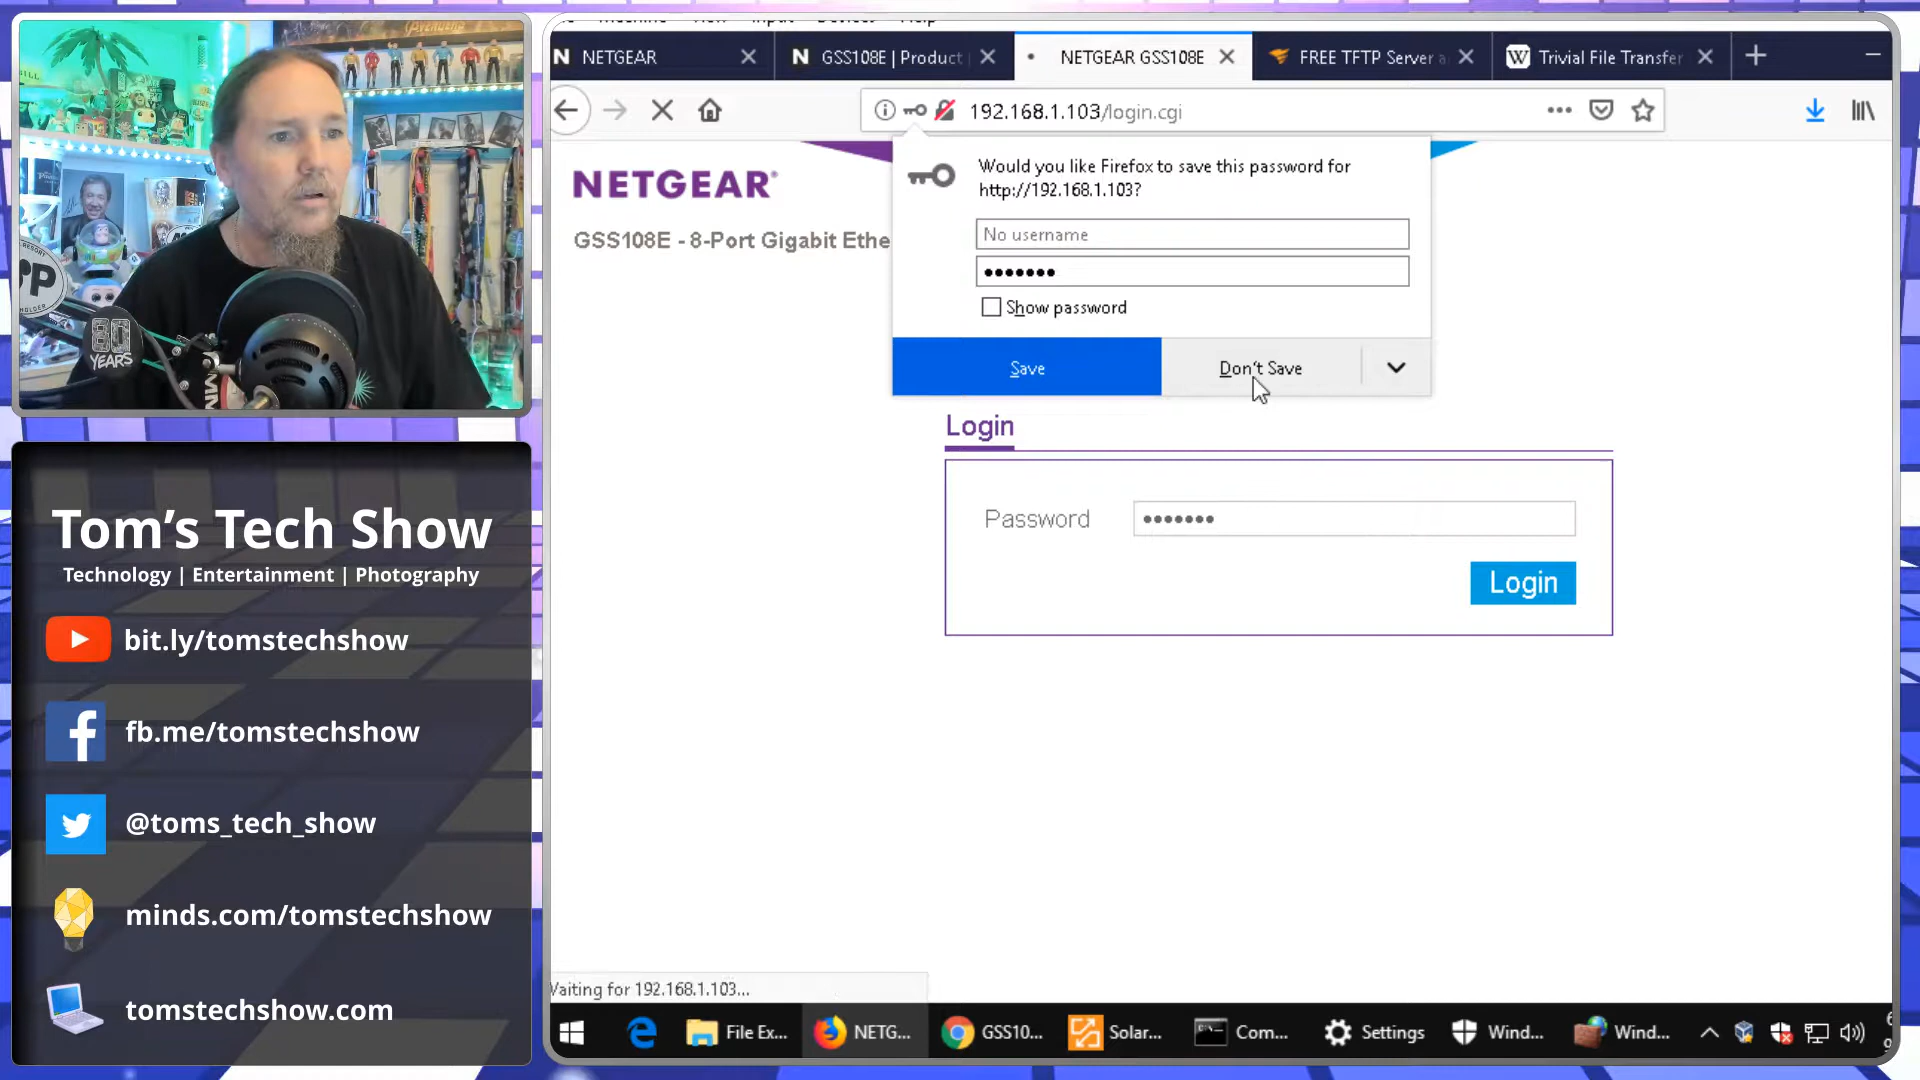 NETGEAR
GSS108E | Product
NETGEAR GSS108E
FREE TFTP Server a
Trivial File Transfer
192.168.1.103/login.cgi
NETGEAR
GSS108E - 8-Port Gigabit Ethe
Would you like Firefox to save this password for
http://192.168.1.103?
No username
Show password
Save
Don't Save
Login
Password
Login
Waiting for 192.168.1.103...
File Ex...
NETG...
GSS10...
Solar...
Com...
Settings
Wind...
Wind...
80
YEARS
Tom's Tech Show
Technology | Entertainment | Photography
bit.ly/tomstechshow
fb.me/tomstechshow
@toms_tech_show
minds.com/tomstechshow
tomstechshow.com